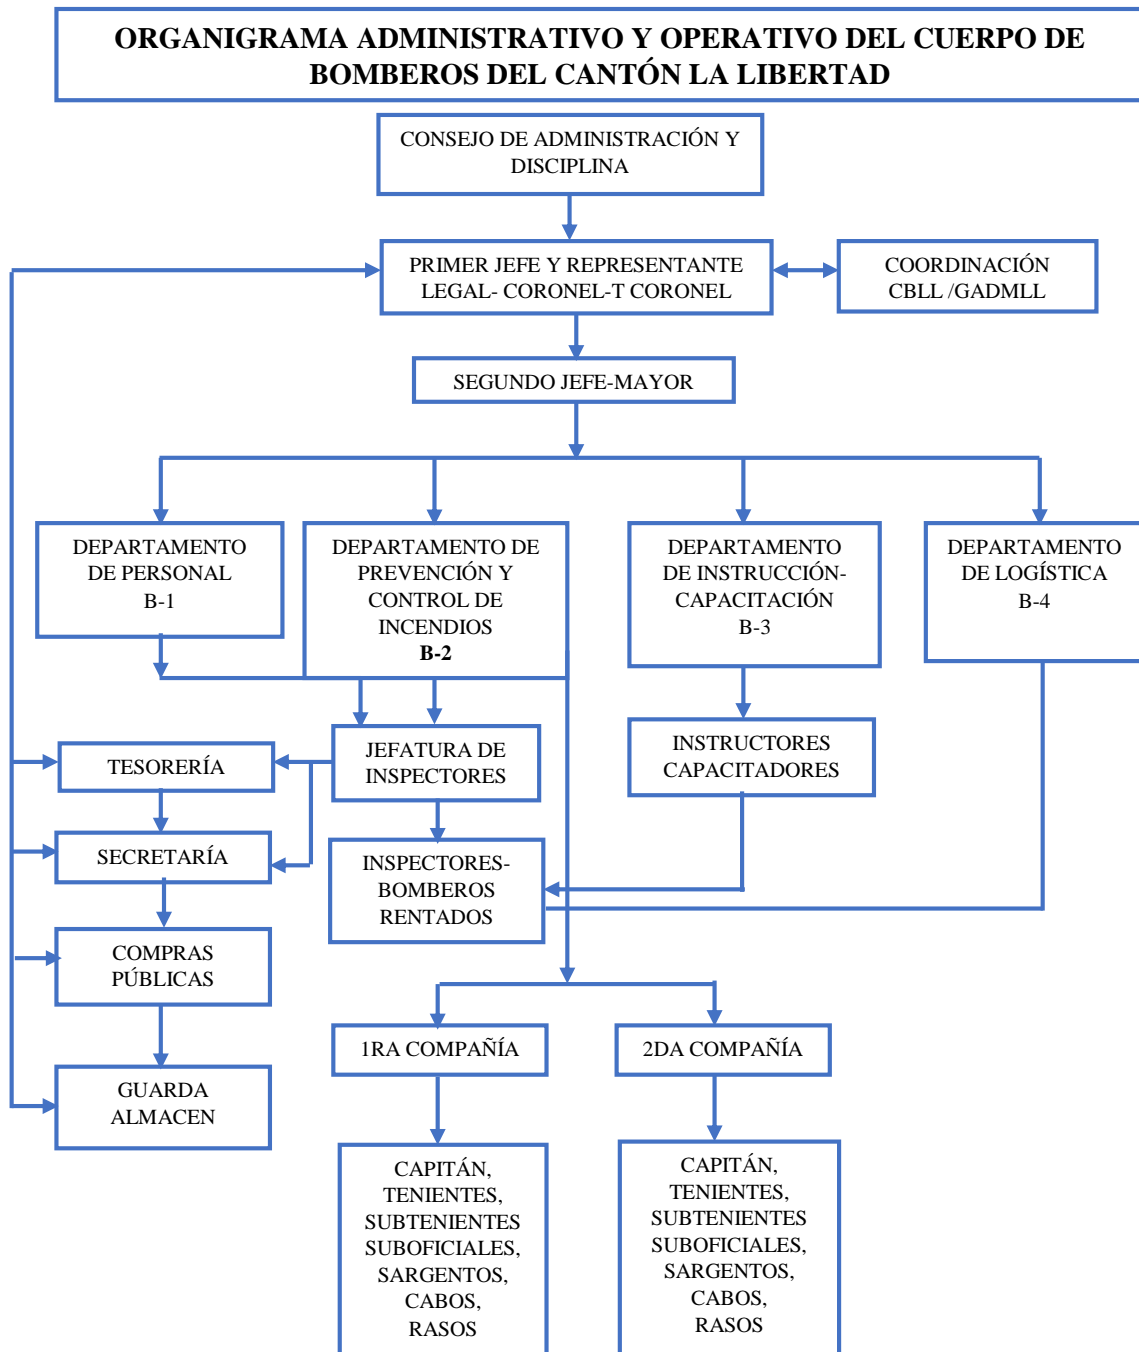 ORGANIGRAMA ADMINISTRATIVO Y OPERATIVO DEL CUERPO DE
BOMBEROS DEL CANTÓN LA LIBERTAD
CONSEJO DE ADMINISTRACIÓN Y
DISCIPLINA
PRIMER JEFE Y REPRESENTANTE
LEGAL- CORONEL-T CORONEL
COORDINACIÓN
CBLL /GADMLL
SEGUNDO JEFE-MAYOR
DEPARTAMENTO
DE PERSONAL
B-1
DEPARTAMENTO DE
PREVENCIÓN Y
CONTROL DE
INCENDIOS
B-2
DEPARTAMENTO
DE INSTRUCCIÓN-
CAPACITACIÓN
B-3
DEPARTAMENTO
DE LOGÍSTICA
B-4
TESORERÍA
JEFATURA DE
INSPECTORES
INSTRUCTORES
CAPACITADORES
SECRETARÍA
INSPECTORES-
BOMBEROS
RENTADOS
COMPRAS
PÚBLICAS
1RA COMPAÑÍA
2DA COMPAÑÍA
GUARDA
ALMACEN
CAPITÁN,
TENIENTES,
SUBTENIENTES
SUBOFICIALES,
SARGENTOS,
CABOS,
RASOS
CAPITÁN,
TENIENTES,
SUBTENIENTES
SUBOFICIALES,
SARGENTOS,
CABOS,
RASOS